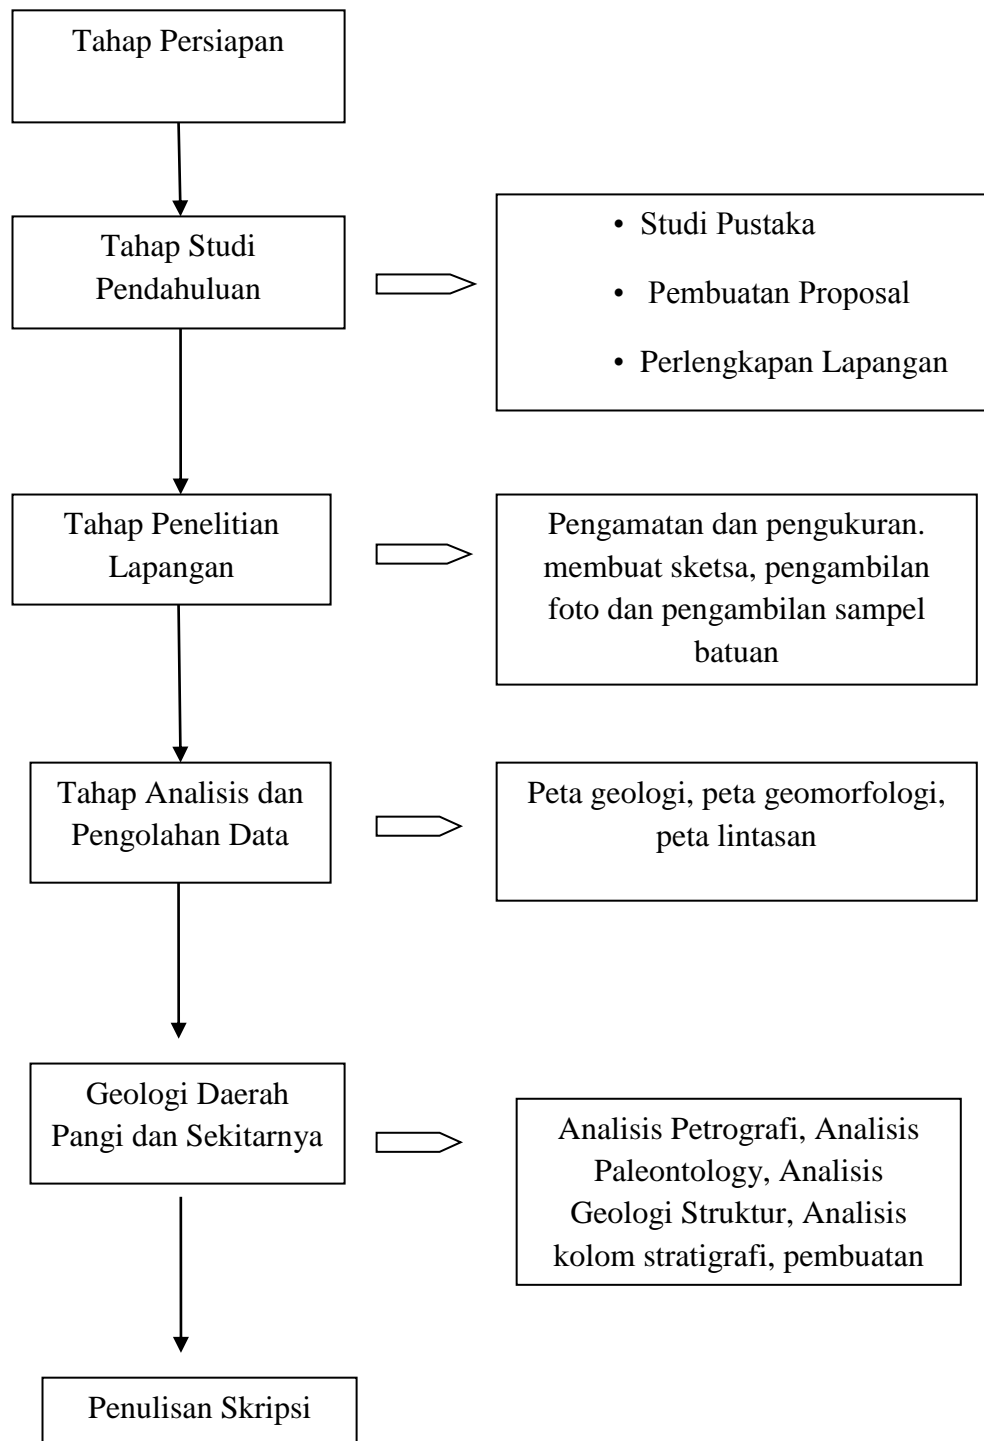 Tahap Persiapan
Tahap Studi
Pendahuluan
• Studi Pustaka
• Pembuatan Proposal
• Perlengkapan Lapangan
Tahap Penelitian
Lapangan
Pengamatan dan pengukuran.
membuat sketsa, pengambilan
foto dan pengambilan sampel
batuan
Tahap Analisis dan
Pengolahan Data
Peta geologi, peta geomorfologi,
peta lintasan
Geologi Daerah
Pangi dan Sekitarnya
Analisis Petrografi, Analisis
Paleontology, Analisis
Geologi Struktur, Analisis
kolom stratigrafi, pembuatan
Penulisan Skripsi